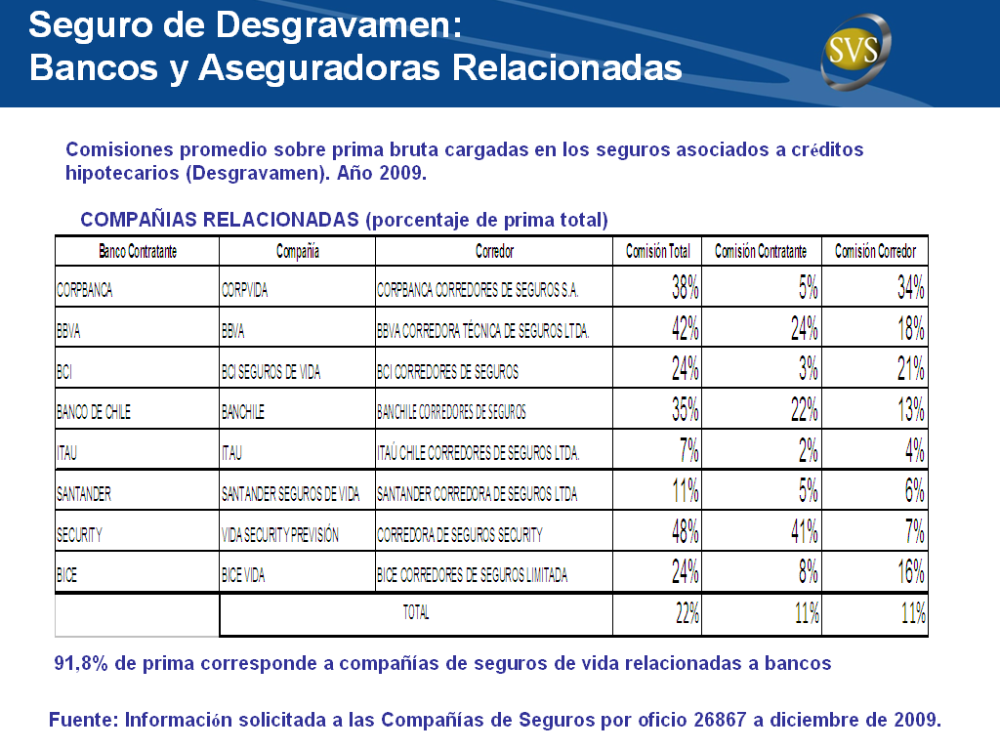 Seguro de Desgravamen:
Bancos y Aseguradoras Relacionadas
SVS
Comisiones promedio sobre prima bruta cargadas en los seguros asociados a créditos
hipotecarios (Desgravamen). Año 2009.
COMPAÑIAS RELACIONADAS (porcentaje de prima total)
Banco Contratante Compañía Corredor Comisión Total Comisión Contratante Comisión Corredor
CORPBANCA CORPVIDA CORPBANCA CORREDORES DE SEGUROS S.A. 38% 5% 34%
BBVA BBVA BBVA CORREDORA TÉCNICA DE SEGUROS LTDA. 42% 24% 18%
BCI BCI SEGUROS DE VIDA BCI CORREDORES DE SEGUROS 24% 3% 21%
BANCO DE CHILE BANCHILE BANCHILE CORREDORES DE SEGUROS 35% 22% 13%
ITAU ITAU ITAÚ CHILE CORREDORES DE SEGUROS LTDA. 7% 2% 4%
SANTANDER SANTANDER SEGUROS DE VIDA SANTANDER CORREDORA DE SEGUROS LTDA 11% 5% 6%
SECURITY VIDA SECURITY PREVISIÓN CORREDORA DE SEGUROS SECURITY 48% 41% 7%
BICE BICE VIDA BICE CORREDORES DE SEGUROS LIMITADA 24% 8% 16%
TOTAL 22% 11% 11%
91,8% de prima corresponde a compañías de seguros de vida relacionadas a bancos
Fuente: Información solicitada a las Compañías de Seguros por oficio 26867 a diciembre de 2009.